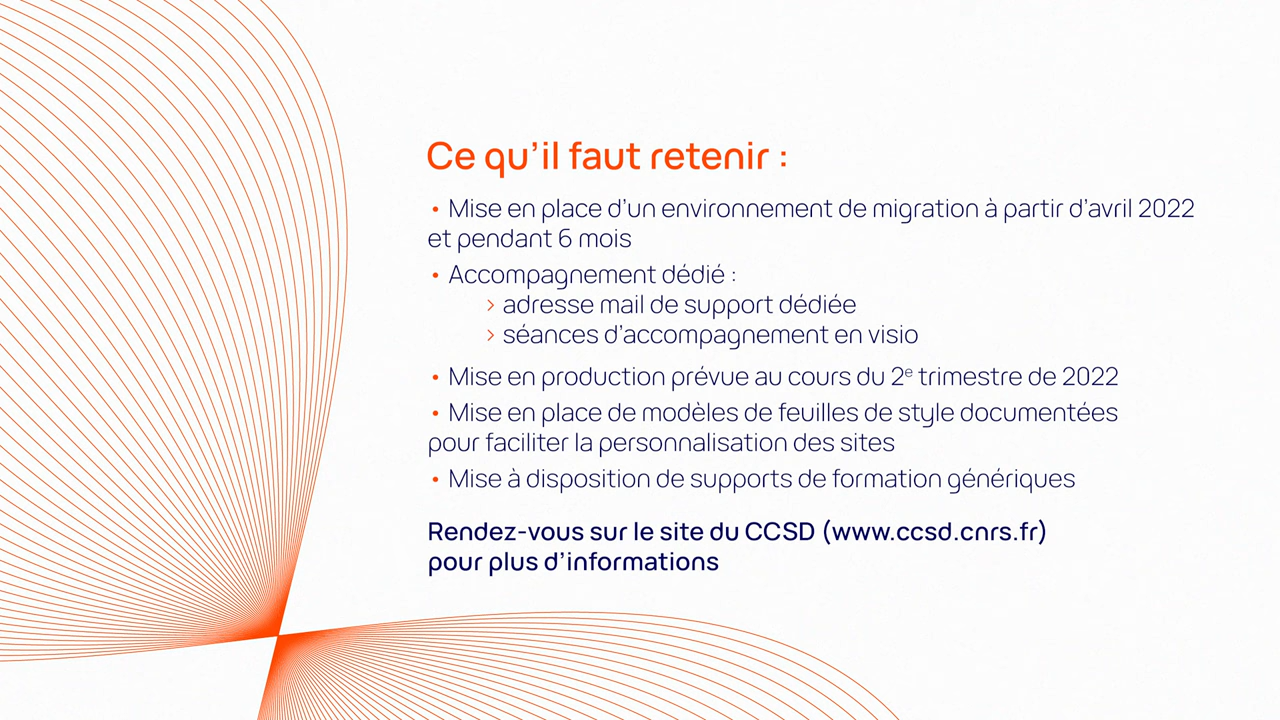 Ce qu’il faut retenir :
• Mise en place d’un environnement de migration à partir d’avril 2022
et pendant 6 mois
• Accompagnement dédié :
› adresse mail de support dédiée
› séances d’accompagnement en visio
• Mise en production prévue au cours du 2ᵉ trimestre de 2022
• Mise en place de modèles de feuilles de style documentées
pour faciliter la personnalisation des sites
• Mise à disposition de supports de formation génériques
Rendez-vous sur le site du CCSD (www.ccsd.cnrs.fr)
pour plus d’informations